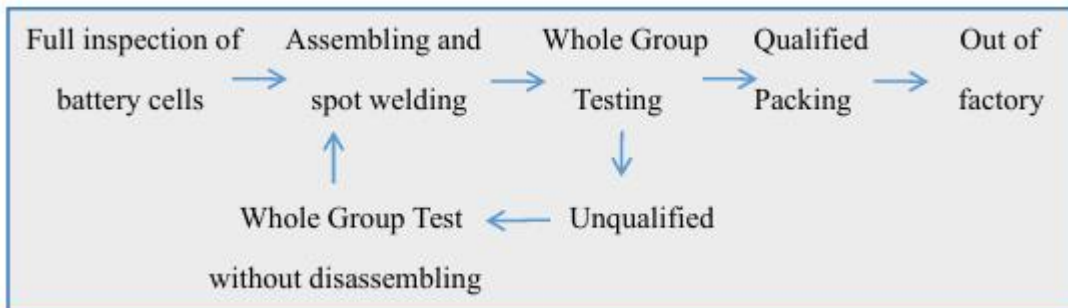 Full inspection of
battery cells
Assembling and
spot welding
Whole Group
Testing
Qualified
Packing
Out of
factory
Unqualified
Whole Group Test
without disassembling